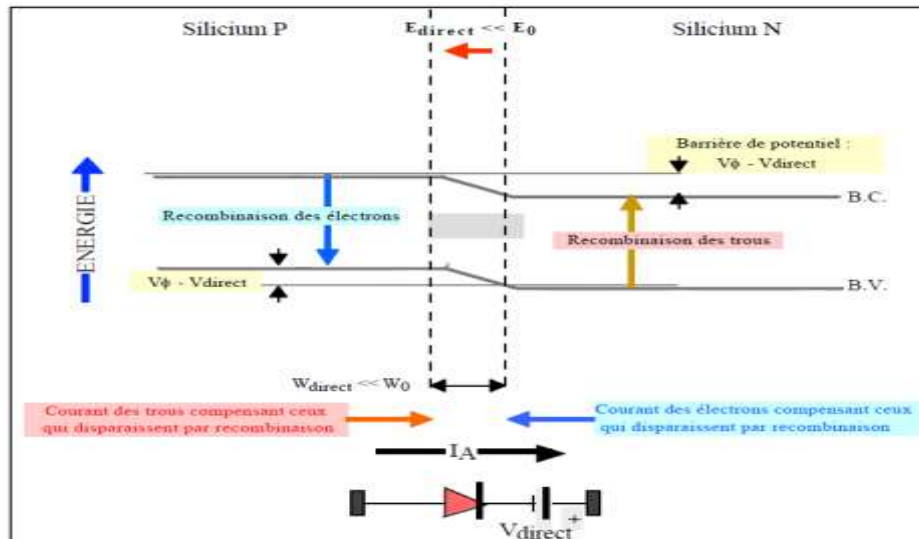 Silicium P
E direct << E0
Silicium N
Barrière de potentiel :
Vϕ - Vdirect
B.C.
ENERGIE
Recombinaison des électrons
Recombinaison des trous
Vϕ - Vdirect
B.V.
Wdirect << W0
Courant des trous compensant ceux
qui disparaissent par recombinaison
Courant des électrons compensant ceux
qui disparaissent par recombinaison
IA
Vdirect +